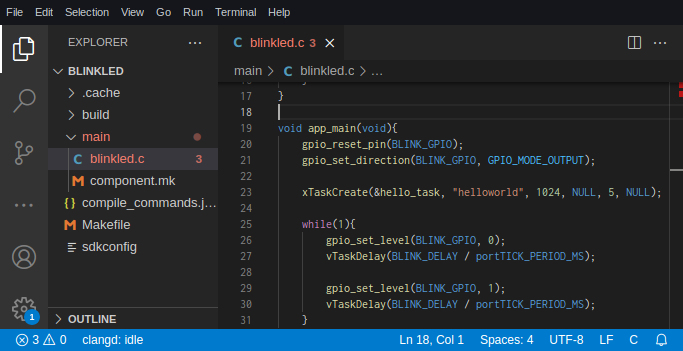 File Edit Selection View Go Run Terminal Help
EXPLORER ...
BLINKLED
.cache
build
main
C blinkled.c 3
M component.mk
{} compile_commands.j...
M Makefile
sdkconfig
OUTLINE
1
C blinkled.c 3 ×
main > C blinkled.c > ...
17 }
18
19 void app_main(void){
20 gpio_reset_pin(BLINK_GPIO);
21 gpio_set_direction(BLINK_GPIO, GPIO_MODE_OUTPUT);
22
23 xTaskCreate(&hello_task, "helloworld", 1024, NULL, 5, NULL);
24
25 while(1){
26 gpio_set_level(BLINK_GPIO, 0);
27 vTaskDelay(BLINK_DELAY / portTICK_PERIOD_MS);
28
29 gpio_set_level(BLINK_GPIO, 1);
30 vTaskDelay(BLINK_DELAY / portTICK_PERIOD_MS);
31 }
3 0 clangd: idle Ln 18, Col 1 Spaces: 4 UTF-8 LF C